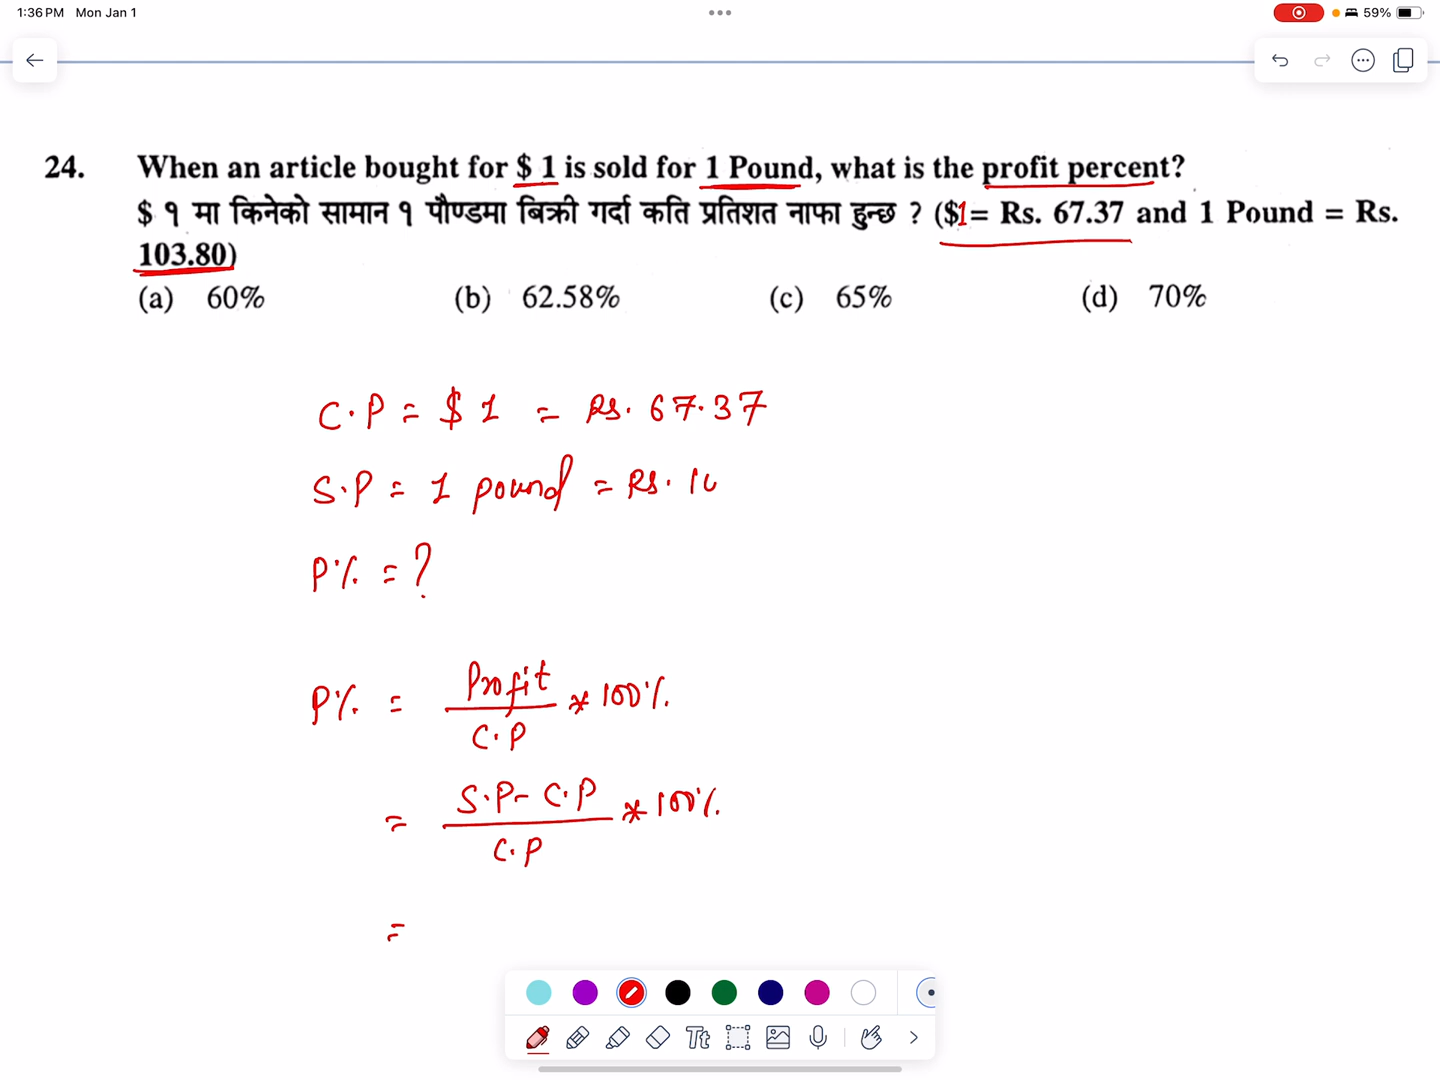 1:36 PM Mon Jan 1
59%
24. When an article bought for $ 1 is sold for 1 Pound, what is the profit percent?
$ १ मा किनेको सामान १ पौण्डमा बिक्री गर्दा कति प्रतिशत नाफा हुन्छ ? ($1= Rs. 67.37 and 1 Pound = Rs.
103.80)
(a) 60% (b) 62.58% (c) 65% (d) 70%
C.P = $ 1 = Rs. 67.37
S.P = 1 pound = Rs. 10
P% = ?
P% = Profit / C.P * 100%
= S.P - C.P / C.P * 100%
=
Tt